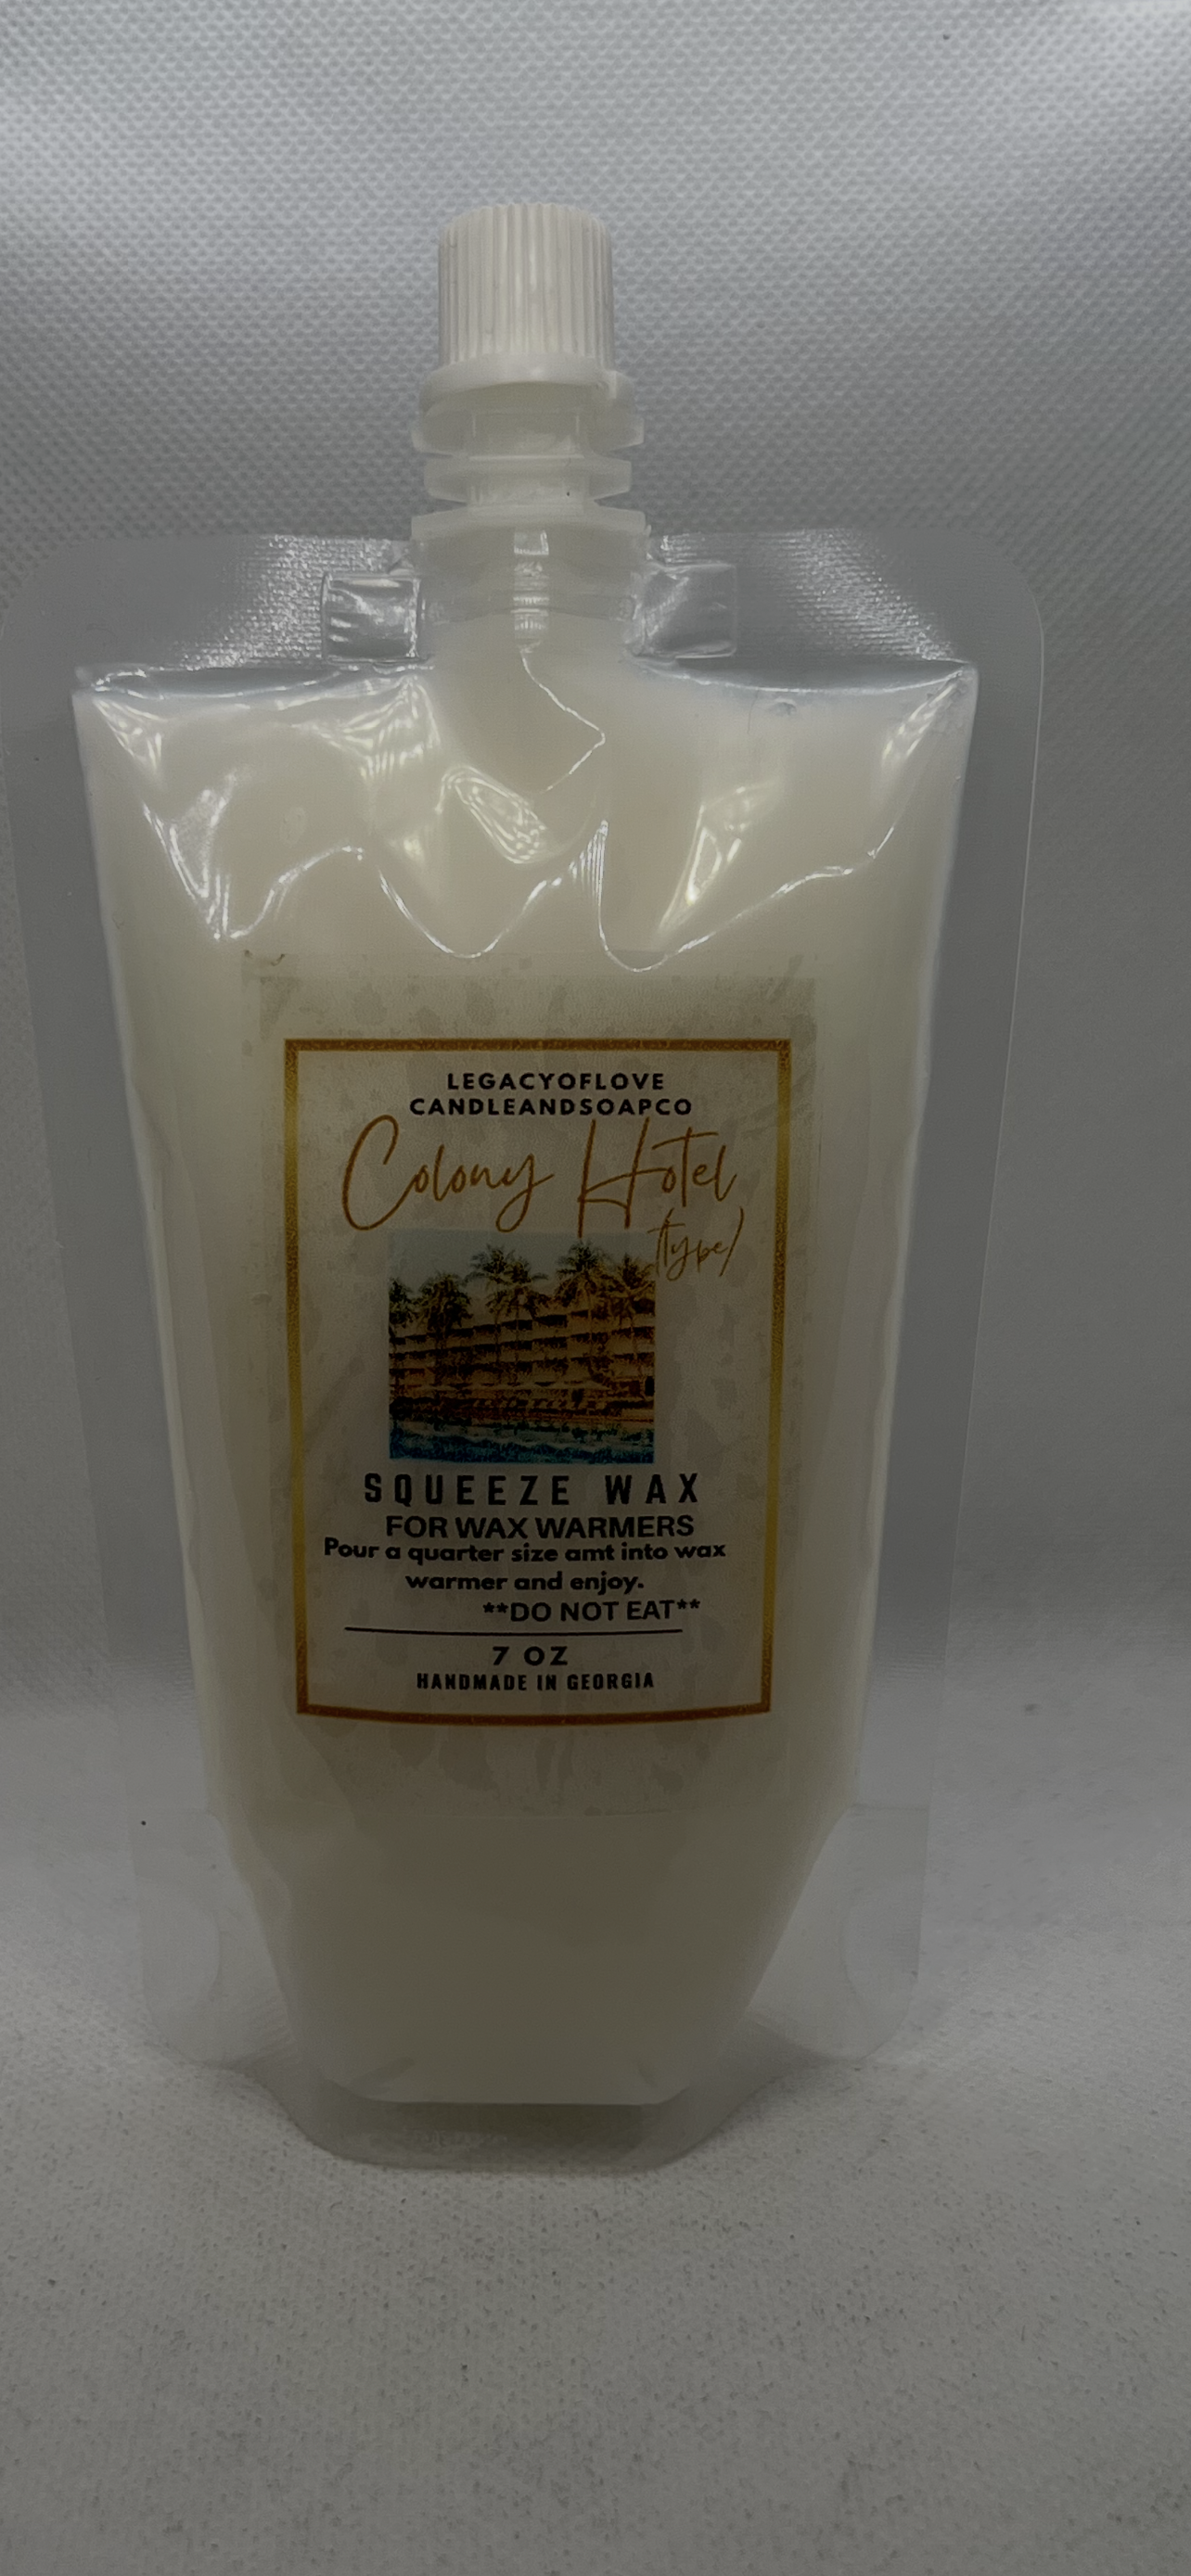 LEGACYOFLOVE
CANDLEANDSOAPCO
Colony Hotel
(type)
SQUEEZE WAX
FOR WAX WARMERS
Pour a quarter size amt into wax
warmer and enjoy.
**DO NOT EAT**
7 OZ
HANDMADE IN GEORGIA